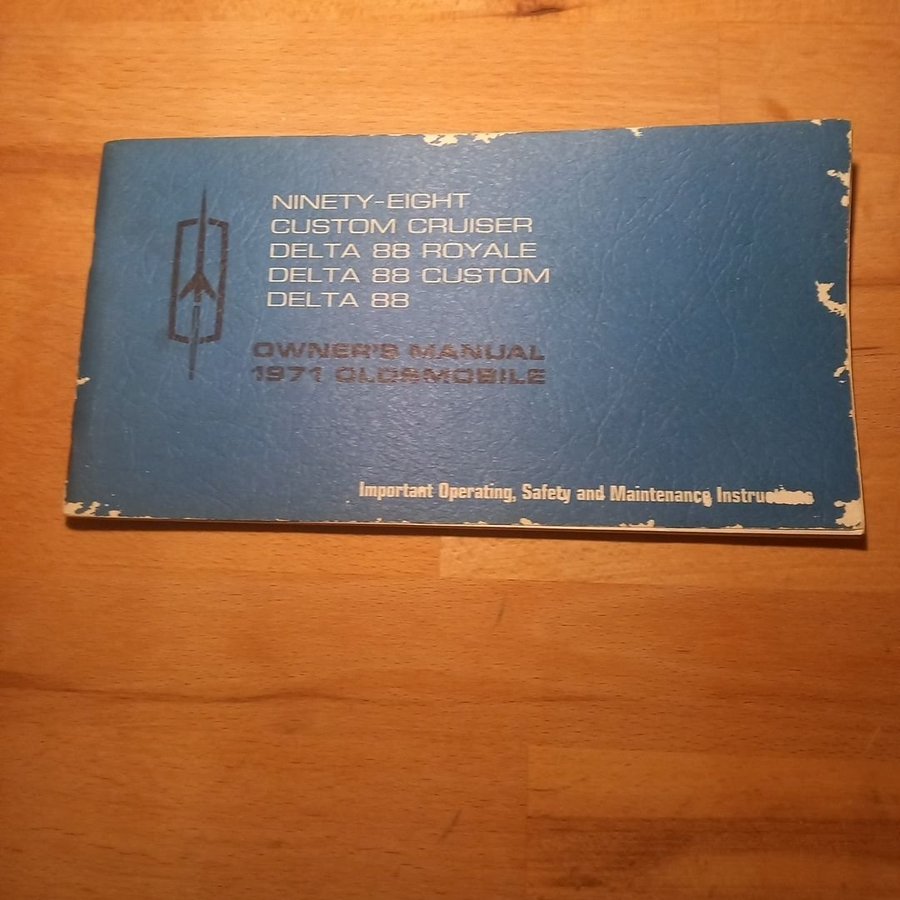 NINETY-EIGHT
CUSTOM CRUISER
DELTA 88 ROYALE
DELTA 88 CUSTOM
DELTA 88
OWNER'S MANUAL
1971 OLDSMOBILE
Important Operating, Safety and Maintenance Instructions